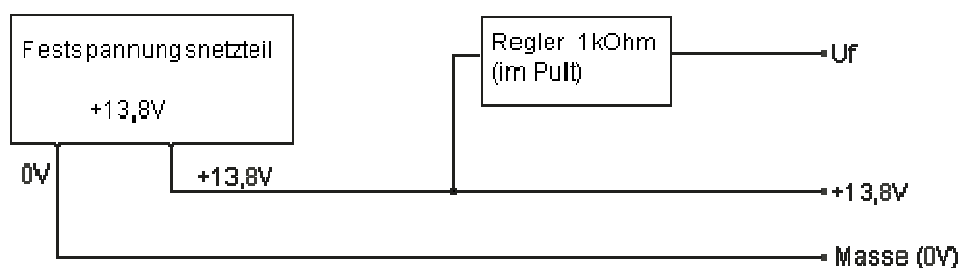 Festspannungsnetzteil
+13,8V
0V
+13,8V
Regler 1kOhm
(im Pult)
Uf
+13,8V
Masse (0V)